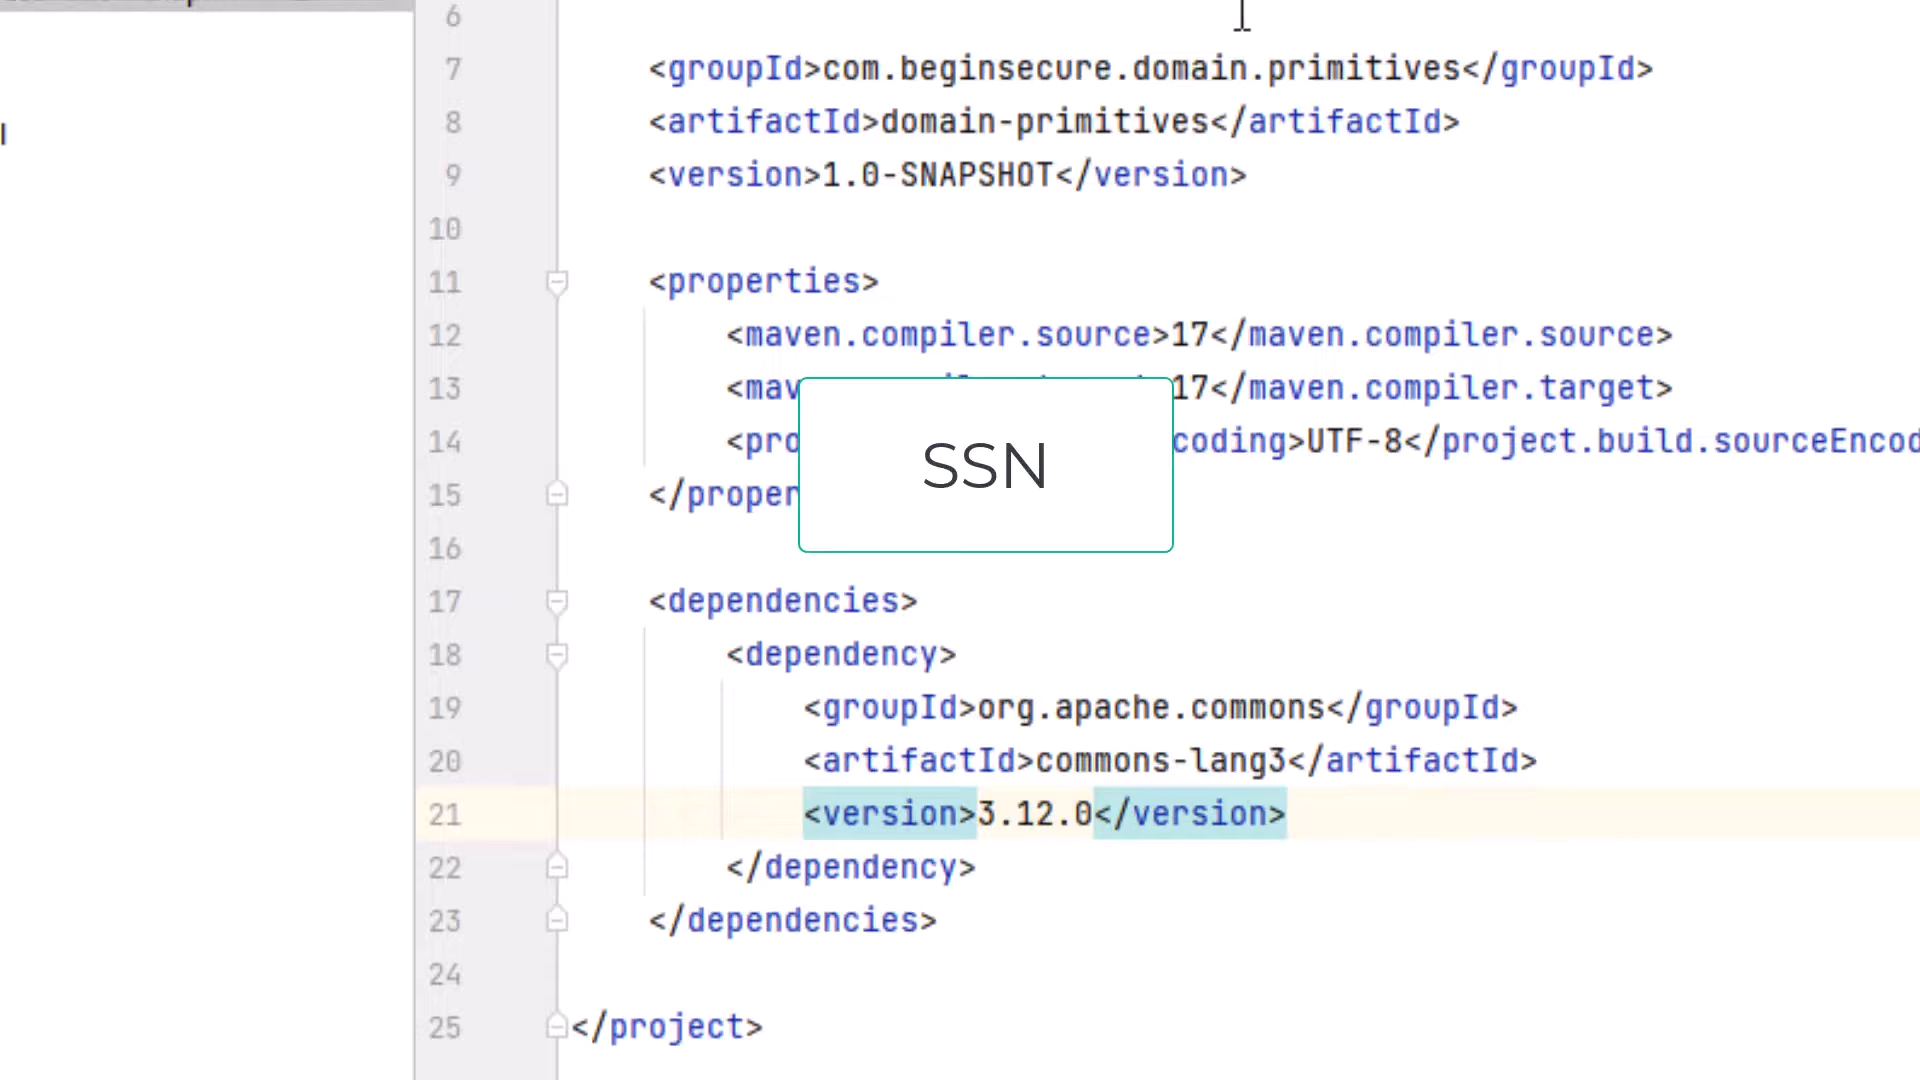 6
7 <groupId>com.beginsecure.domain.primitives</groupId>
8 <artifactId>domain-primitives</artifactId>
9 <version>1.0-SNAPSHOT</version>
10
11 <properties>
12 <maven.compiler.source>17</maven.compiler.source>
13 <mav 17</maven.compiler.target>
14 <pro coding>UTF-8</project.build.sourceEncod
15 </proper
SSN
16
17 <dependencies>
18 <dependency>
19 <groupId>org.apache.commons</groupId>
20 <artifactId>commons-lang3</artifactId>
21 <version>3.12.0</version>
22 </dependency>
23 </dependencies>
24
25 </project>